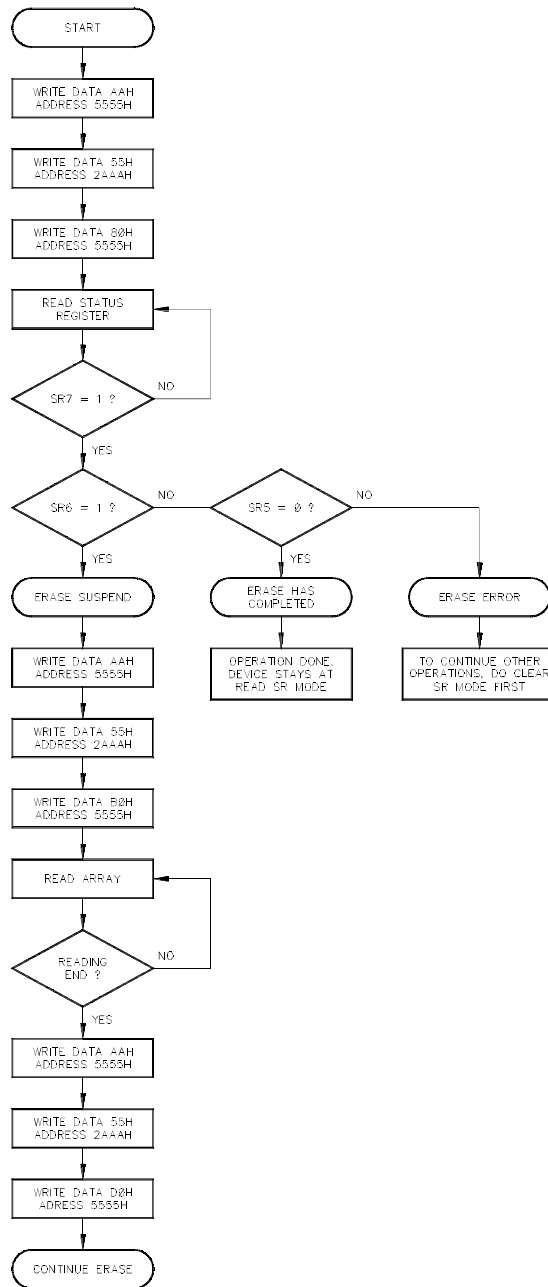 START
WRITE DATA AAH
ADDRESS 5555H
WRITE DATA 55H
ADDRESS 2AAAH
WRITE DATA 80H
ADDRESS 5555H
READ STATUS
REGISTER
SR7 = 1 ?
NO
YES
SR6 = 1 ?
NO
SR5 = 0 ?
NO
YES
YES
ERASE SUSPEND
ERASE HAS
COMPLETED
ERASE ERROR
WRITE DATA AAH
ADDRESS 5555H
OPERATION DONE,
DEVICE STAYS AT
READ SR MODE
TO CONTINUE OTHER
OPERATIONS, DO CLEAR
SR MODE FIRST
WRITE DATA 55H
ADDRESS 2AAAH
WRITE DATA B0H
ADDRESS 5555H
READ ARRAY
READING
END ?
NO
YES
WRITE DATA AAH
ADDRESS 5555H
WRITE DATA 55H
ADDRESS 2AAAH
WRITE DATA D0H
ADRESS 5555H
CONTINUE ERASE